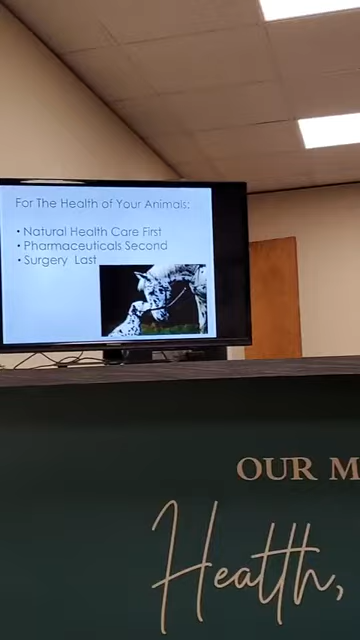 For The Health of Your Animals:
• Natural Health Care First
• Pharmaceuticals Second
• Surgery Last
OUR M
Health,